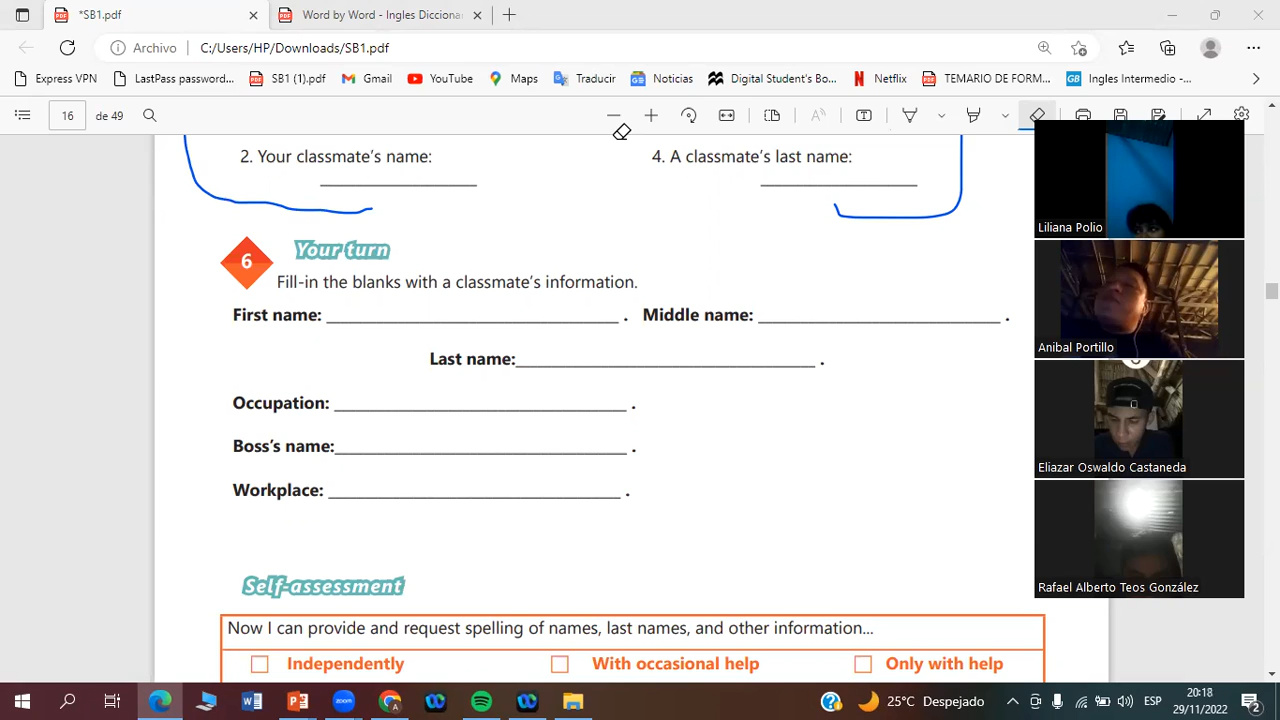 *SB1.pdf
Word by Word - Ingles Dicciona
Archivo
C:/Users/HP/Downloads/SB1.pdf
Express VPN
LastPass password...
SB1 (1).pdf
Gmail
YouTube
Maps
Traducir
Noticias
Digital Student's Bo...
Netflix
TEMARIO DE FORM...
Ingles Intermedio -...
16 de 49
2. Your classmate's name:
4. A classmate's last name:
6 Your turn
Fill-in the blanks with a classmate's information.
First name: . Middle name: .
Last name: .
Occupation: .
Boss's name: .
Workplace: .
Self-assessment
Now I can provide and request spelling of names, last names, and other information...
Independently
With occasional help
Only with help
Liliana Polio
Anibal Portillo
Eliazar Oswaldo Castaneda
Rafael Alberto Teos González
25°C Despejado
ESP
20:18
29/11/2022
2